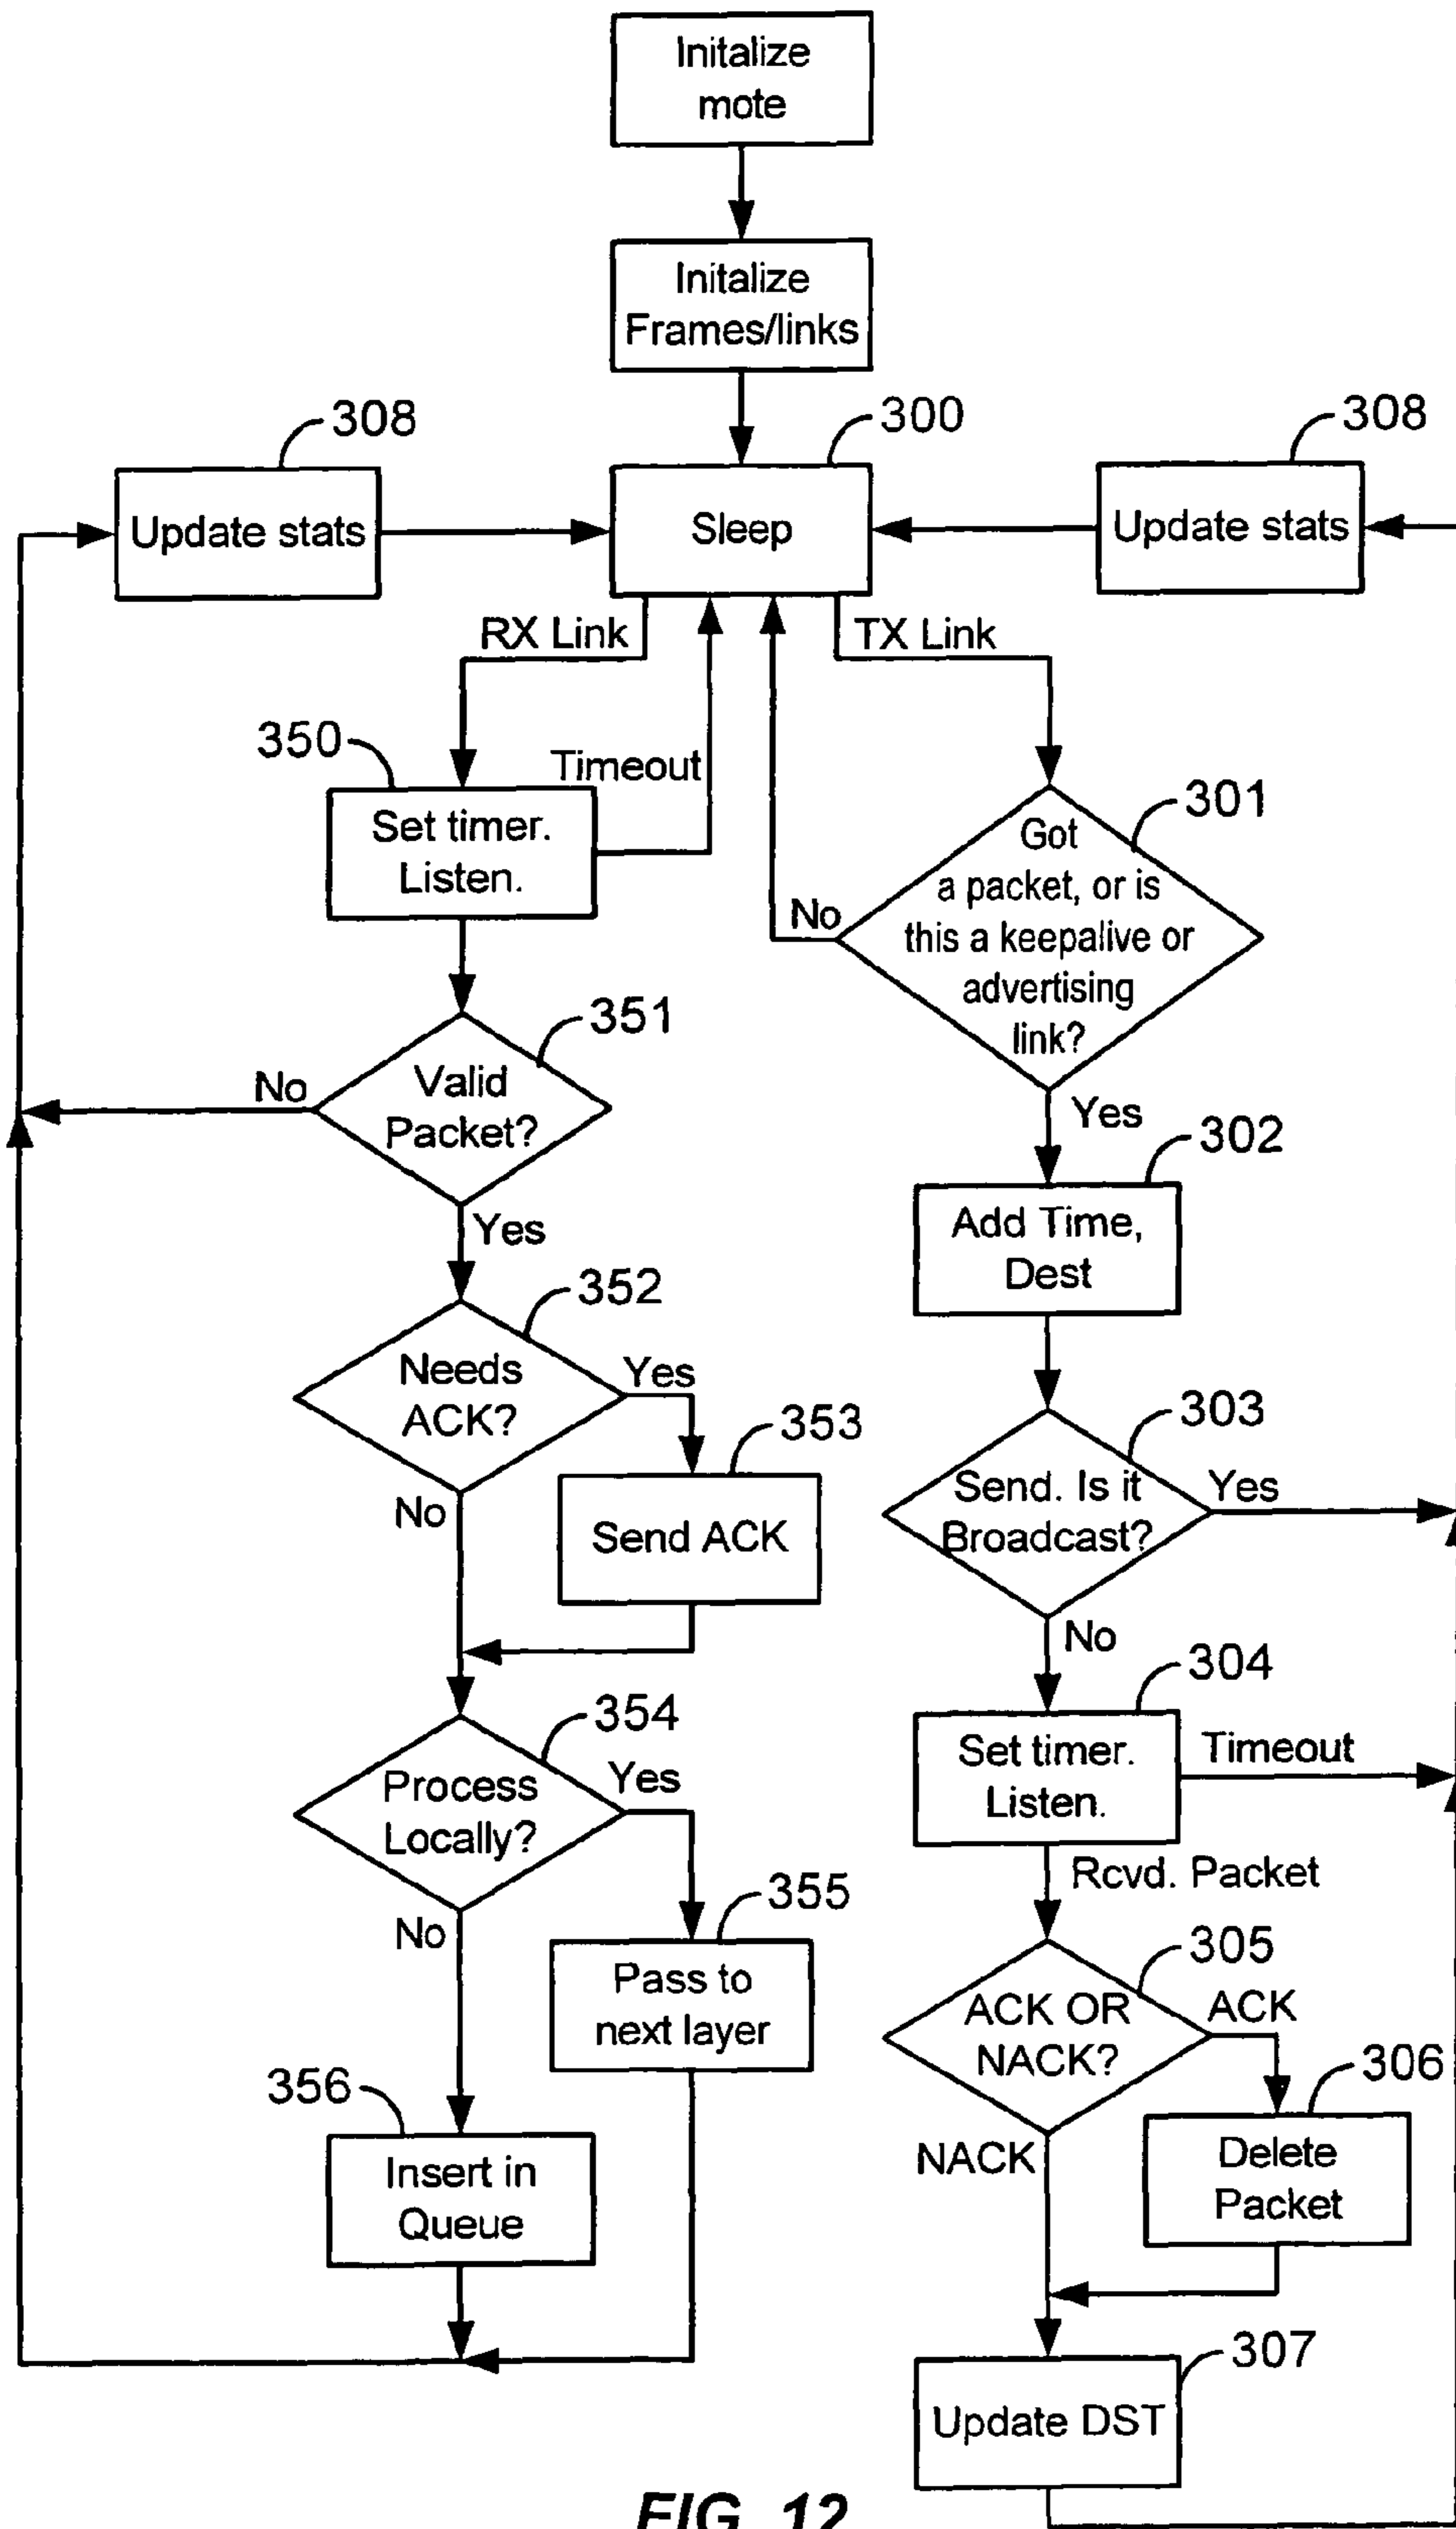 Initalize
mote
Initalize
Frames/links
308
300
308
Update stats
Sleep
Update stats
RX Link
TX Link
350
Timeout
Set timer.
Listen.
301
Got
a packet, or is
this a keepalive or
advertising
link?
No
351
Valid
Packet?
No
Yes
Yes
302
Add Time,
Dest
352
Needs
ACK?
Yes
No
353
Send ACK
303
Send. Is it
Broadcast?
Yes
No
304
Set timer.
Listen.
Timeout
Rcvd. Packet
354
Process
Locally?
Yes
No
355
Pass to
next layer
305
ACK OR
NACK?
ACK
NACK
306
Delete
Packet
356
Insert in
Queue
307
Update DST
FIG. 12